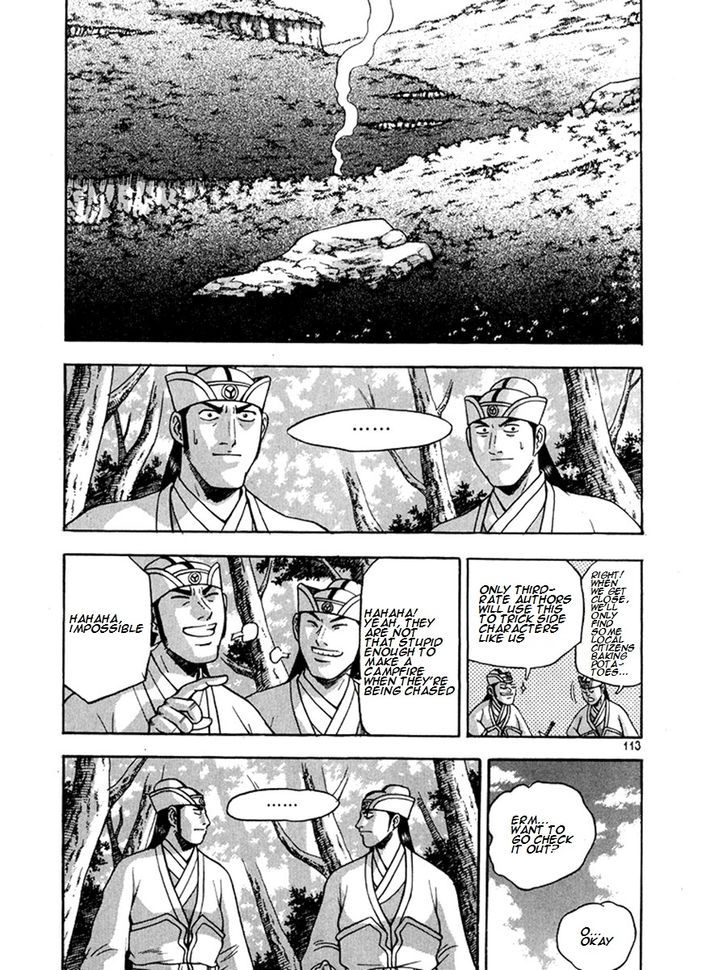 ......
RIGHT!
WHEN
WE GET
CLOSE,
WE'LL
ONLY
FIND
SOME
LOCAL
CITIZENS
BAKING
POTA-
TOES...
ONLY THIRD-
RATE AUTHORS
WILL USE THIS
TO TRICK SIDE
CHARACTERS
LIKE US
HAHAHA!
YEAH, THEY
ARE NOT
THAT STUPID
ENOUGH TO
MAKE A
CAMPFIRE
WHEN THEY'RE
BEING CHASED
HAHAHA,
IMPOSSIBLE
113
ERM...
WANT TO
GO CHECK
IT OUT?
O...
OKAY
......